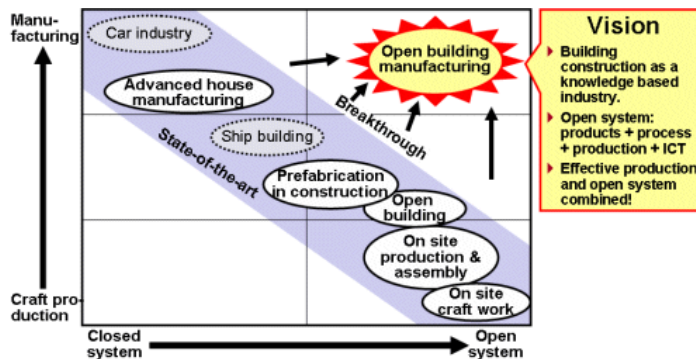 Manu-
facturing
Car industry
Advanced house
manufacturing
Ship building
State-of-the-art
Prefabrication
in construction
Open
building
On site
production &
assembly
On site
craft work
Open building
manufacturing
Breakthrough
Vision
Building
construction as a
knowledge based
industry.
Open system:
products + process
+ production + ICT
Effective production
and open system
combined!
Craft pro-
duction
Closed
system
Open
system